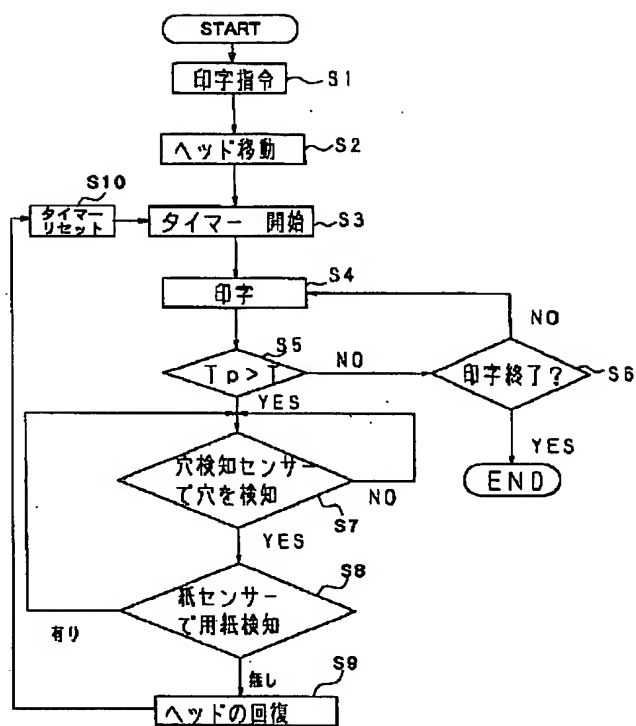 START
印字指令
S1
ヘッド移動
S2
S10
タイマー
リセット
タイマー 開始
S3
S4
印字
NO
S5
Tp>T
NO
印字終了?
S6
YES
YES
END
穴検知センサー
で穴を検知
NO
S7
YES
S8
紙センサー
で用紙検知
有り
無し
S9
ヘッドの回復